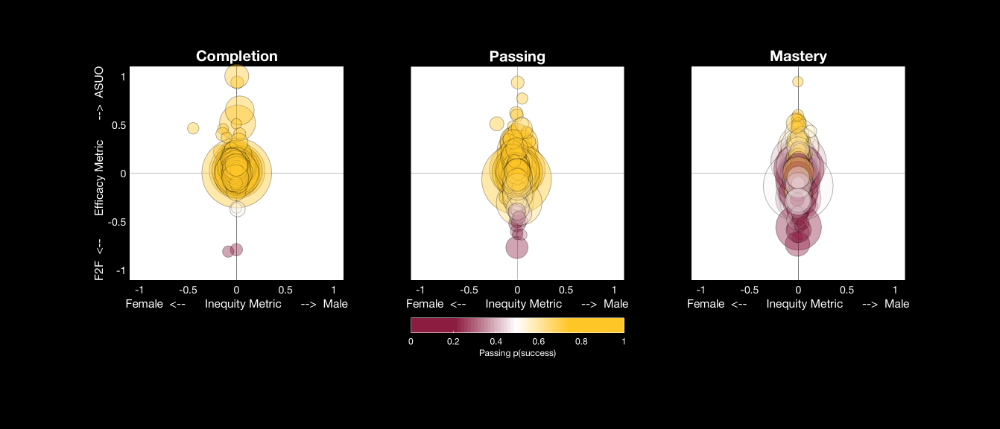 Completion
Passing
Mastery
F2F <-- Efficacy Metric --> ASUO
1
0.5
0
-0.5
-1
-1 -0.5 0 0.5 1
Female <-- Inequity Metric --> Male
-1 -0.5 0 0.5 1
Female <-- Inequity Metric --> Male
-1 -0.5 0 0.5 1
Female <-- Inequity Metric --> Male
0 0.2 0.4 0.6 0.8 1
Passing p(success)